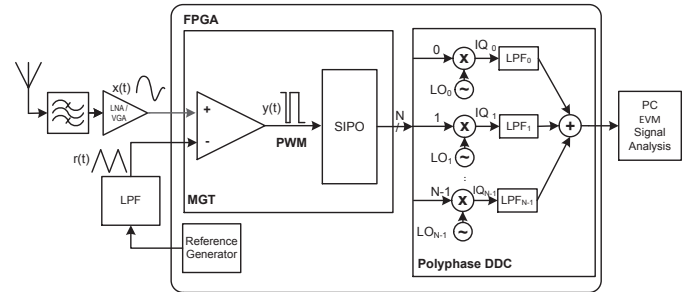 FPGA
x(t)
LNA /
VGA
+
-
y(t)
PWM
SIPO
N
MGT
r(t)
LPF
Reference
Generator
0
X
IQ 0
LPF0
LO0
~
1
X
IQ 1
LPF1
LO1
~
:
N-1
X
IQN-1
LPFN-1
LON-1
~
+
Polyphase DDC
PC
EVM
Signal
Analysis